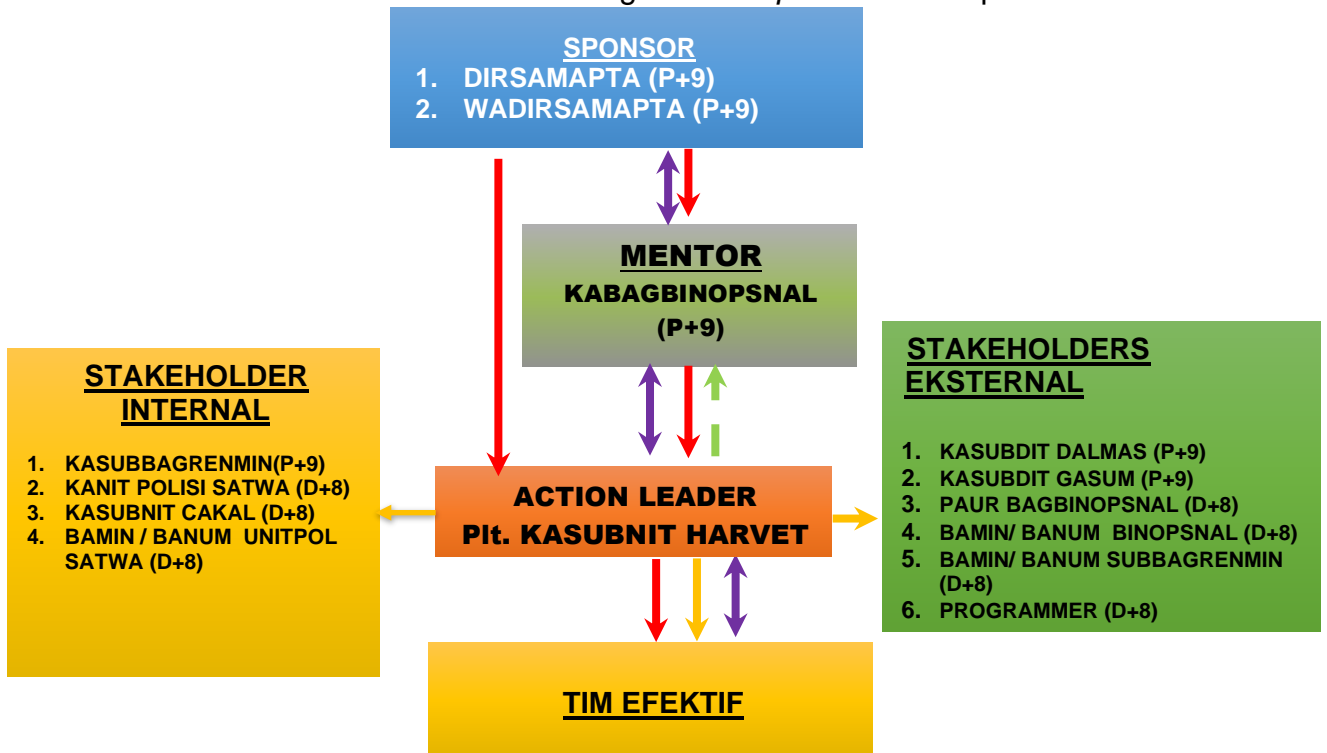 SPONSOR
1. DIRSAMAPTA (P+9)
2. WADIRSAMAPTA (P+9)
MENTOR
KABAGBINOPSNAL
(P+9)
STAKEHOLDER
INTERNAL
1. KASUBBAGRENMIN(P+9)
2. KANIT POLISI SATWA (D+8)
3. KASUBNIT CAKAL (D+8)
4. BAMIN / BANUM UNITPOL
SATWA (D+8)
ACTION LEADER
Plt. KASUBNIT HARVET
STAKEHOLDERS
EKSTERNAL
1. KASUBDIT DALMAS (P+9)
2. KASUBDIT GASUM (P+9)
3. PAUR BAGBINOPSNAL (D+8)
4. BAMIN/ BANUM BINOPSNAL (D+8)
5. BAMIN/ BANUM SUBBAGRENMIN
(D+8)
6. PROGRAMMER (D+8)
TIM EFEKTIF